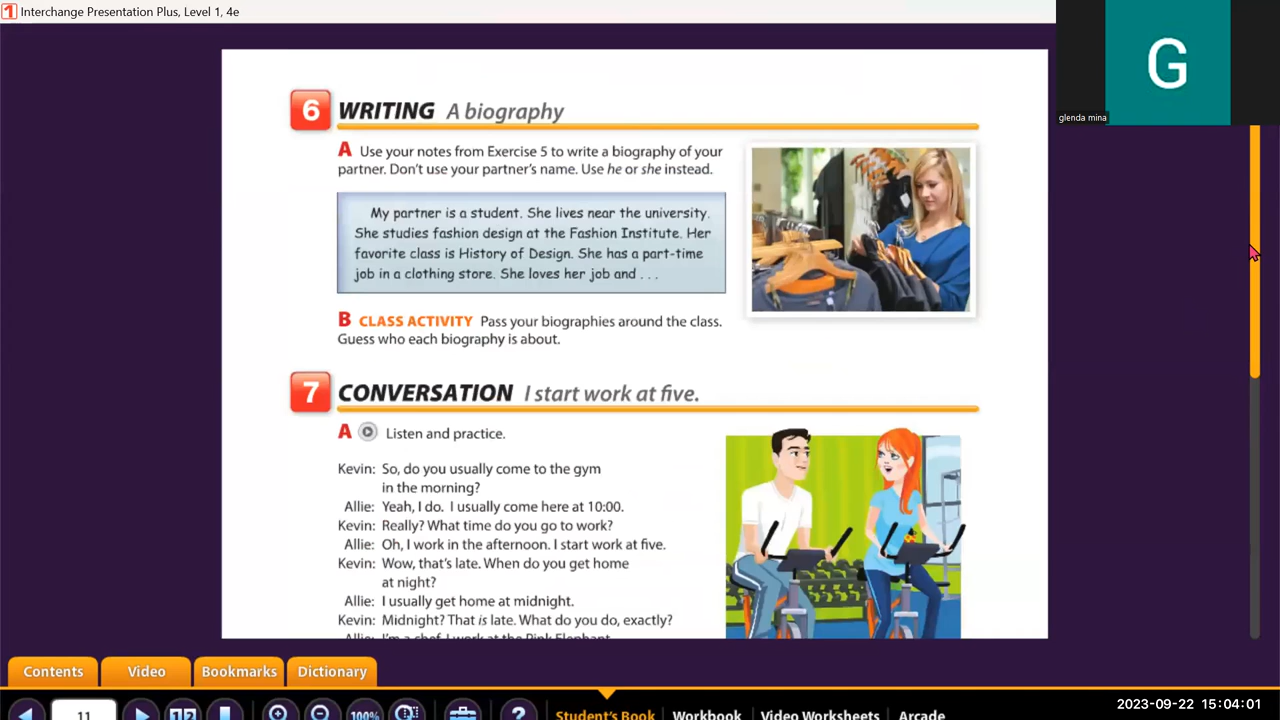 Interchange Presentation Plus, Level 1, 4e
G
glenda mina
6 WRITING A biography
A Use your notes from Exercise 5 to write a biography of your
partner. Don't use your partner's name. Use he or she instead.
My partner is a student. She lives near the university.
She studies fashion design at the Fashion Institute. Her
favorite class is History of Design. She has a part-time
job in a clothing store. She loves her job and . . .
B CLASS ACTIVITY Pass your biographies around the class.
Guess who each biography is about.
7 CONVERSATION I start work at five.
A Listen and practice.
Kevin: So, do you usually come to the gym
in the morning?
Allie: Yeah, I do. I usually come here at 10:00.
Kevin: Really? What time do you go to work?
Allie: Oh, I work in the afternoon. I start work at five.
Kevin: Wow, that's late. When do you get home
at night?
Allie: I usually get home at midnight.
Kevin: Midnight? That is late. What do you do, exactly?
Allie: I'm a chef. I work at the Pink Elephant.
Contents Video Bookmarks Dictionary
11 1 2 100% ? Student's Book Workbook Video Worksheets Arcade
2023-09-22 15:04:01